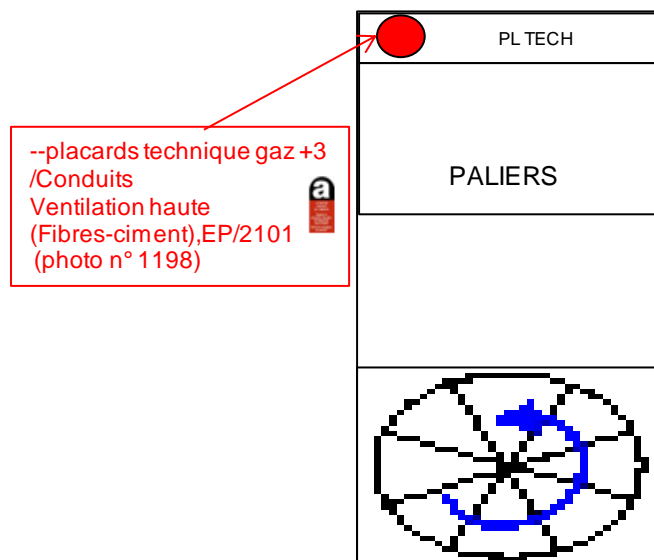 PL TECH
--placards technique gaz +3
/Conduits
Ventilation haute
(Fibres-ciment),EP/2101
(photo n° 1198)
a
PALIERS